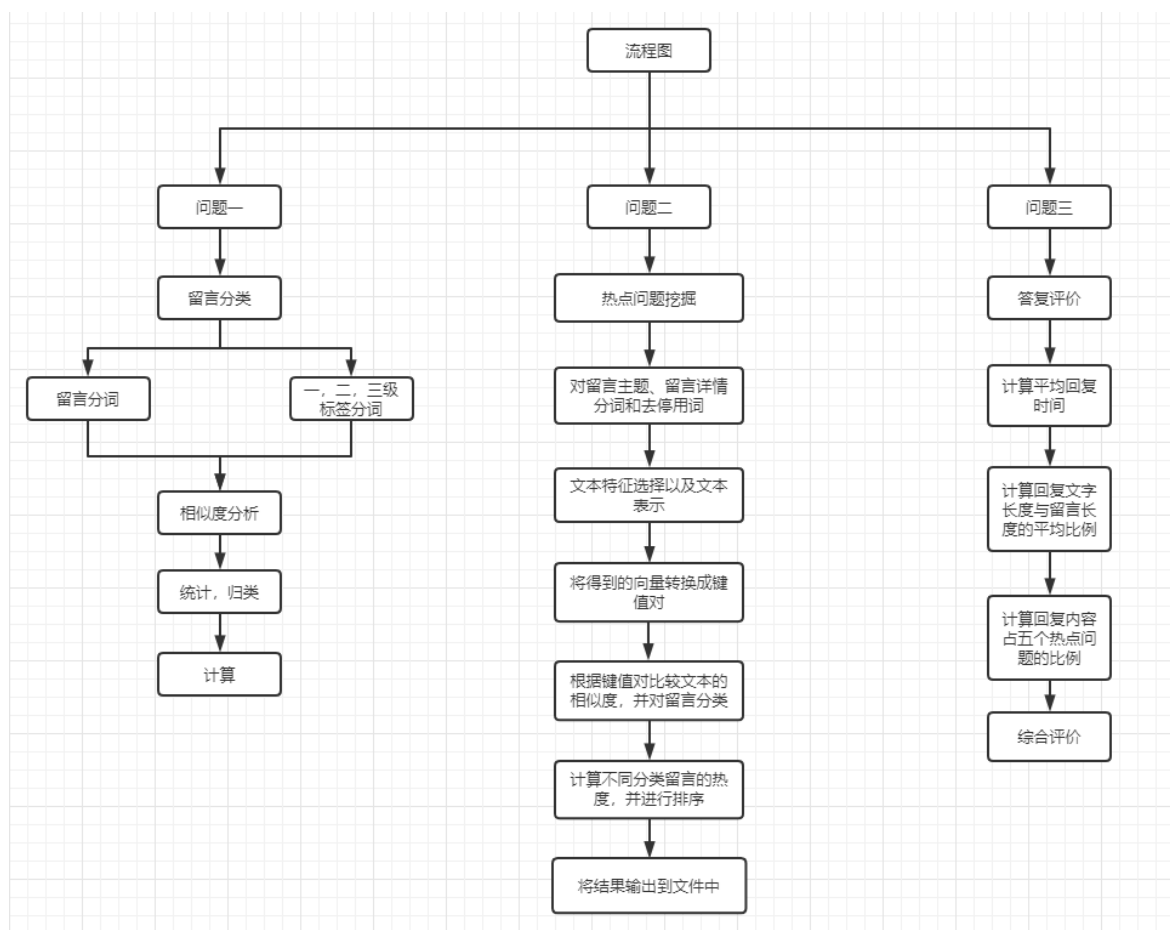 流程图
问题一
问题二
问题三
留言分类
热点问题挖掘
答复评价
留言分词
一，二，三级
标签分词
对留言主题、留言详情
分词和去停用词
计算平均回复
时间
相似度分析
文本特征选择以及文本
表示
计算回复文字
长度与留言长
度的平均比例
统计，归类
将得到的向量转换成键
值对
计算回复内容
占五个热点问
题的比例
计算
根据键值对比较文本的
相似度，并对留言分类
综合评价
计算不同分类留言的热
度，并进行排序
将结果输出到文件中